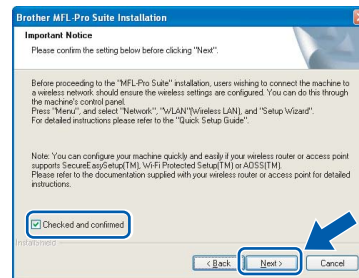 Brother MFL-Pro Suite Installation
Important Notice
Please confirm the setting below before clicking "Next".
Before proceeding to the "MFL-Pro Suite" installation, users wishing to connect the machine to
a wireless network should ensure the wireless settings are configured. You can do this through
the machine's control panel.
Press "Menu", and select "Network", "WLAN"(Wireless LAN), and "Setup Wizard".
For detailed instructions please refer to the "Quick Setup Guide".
Note: You can configure your machine quickly and easily if your wireless router or access point
supports SecureEasySetup(TM), Wi-Fi Protected Setup(TM) or AOSS(TM).
Please refer to the documentation supplied with your wireless router or access point for detailed
instructions.
Checked and confirmed
< Back Next > Cancel